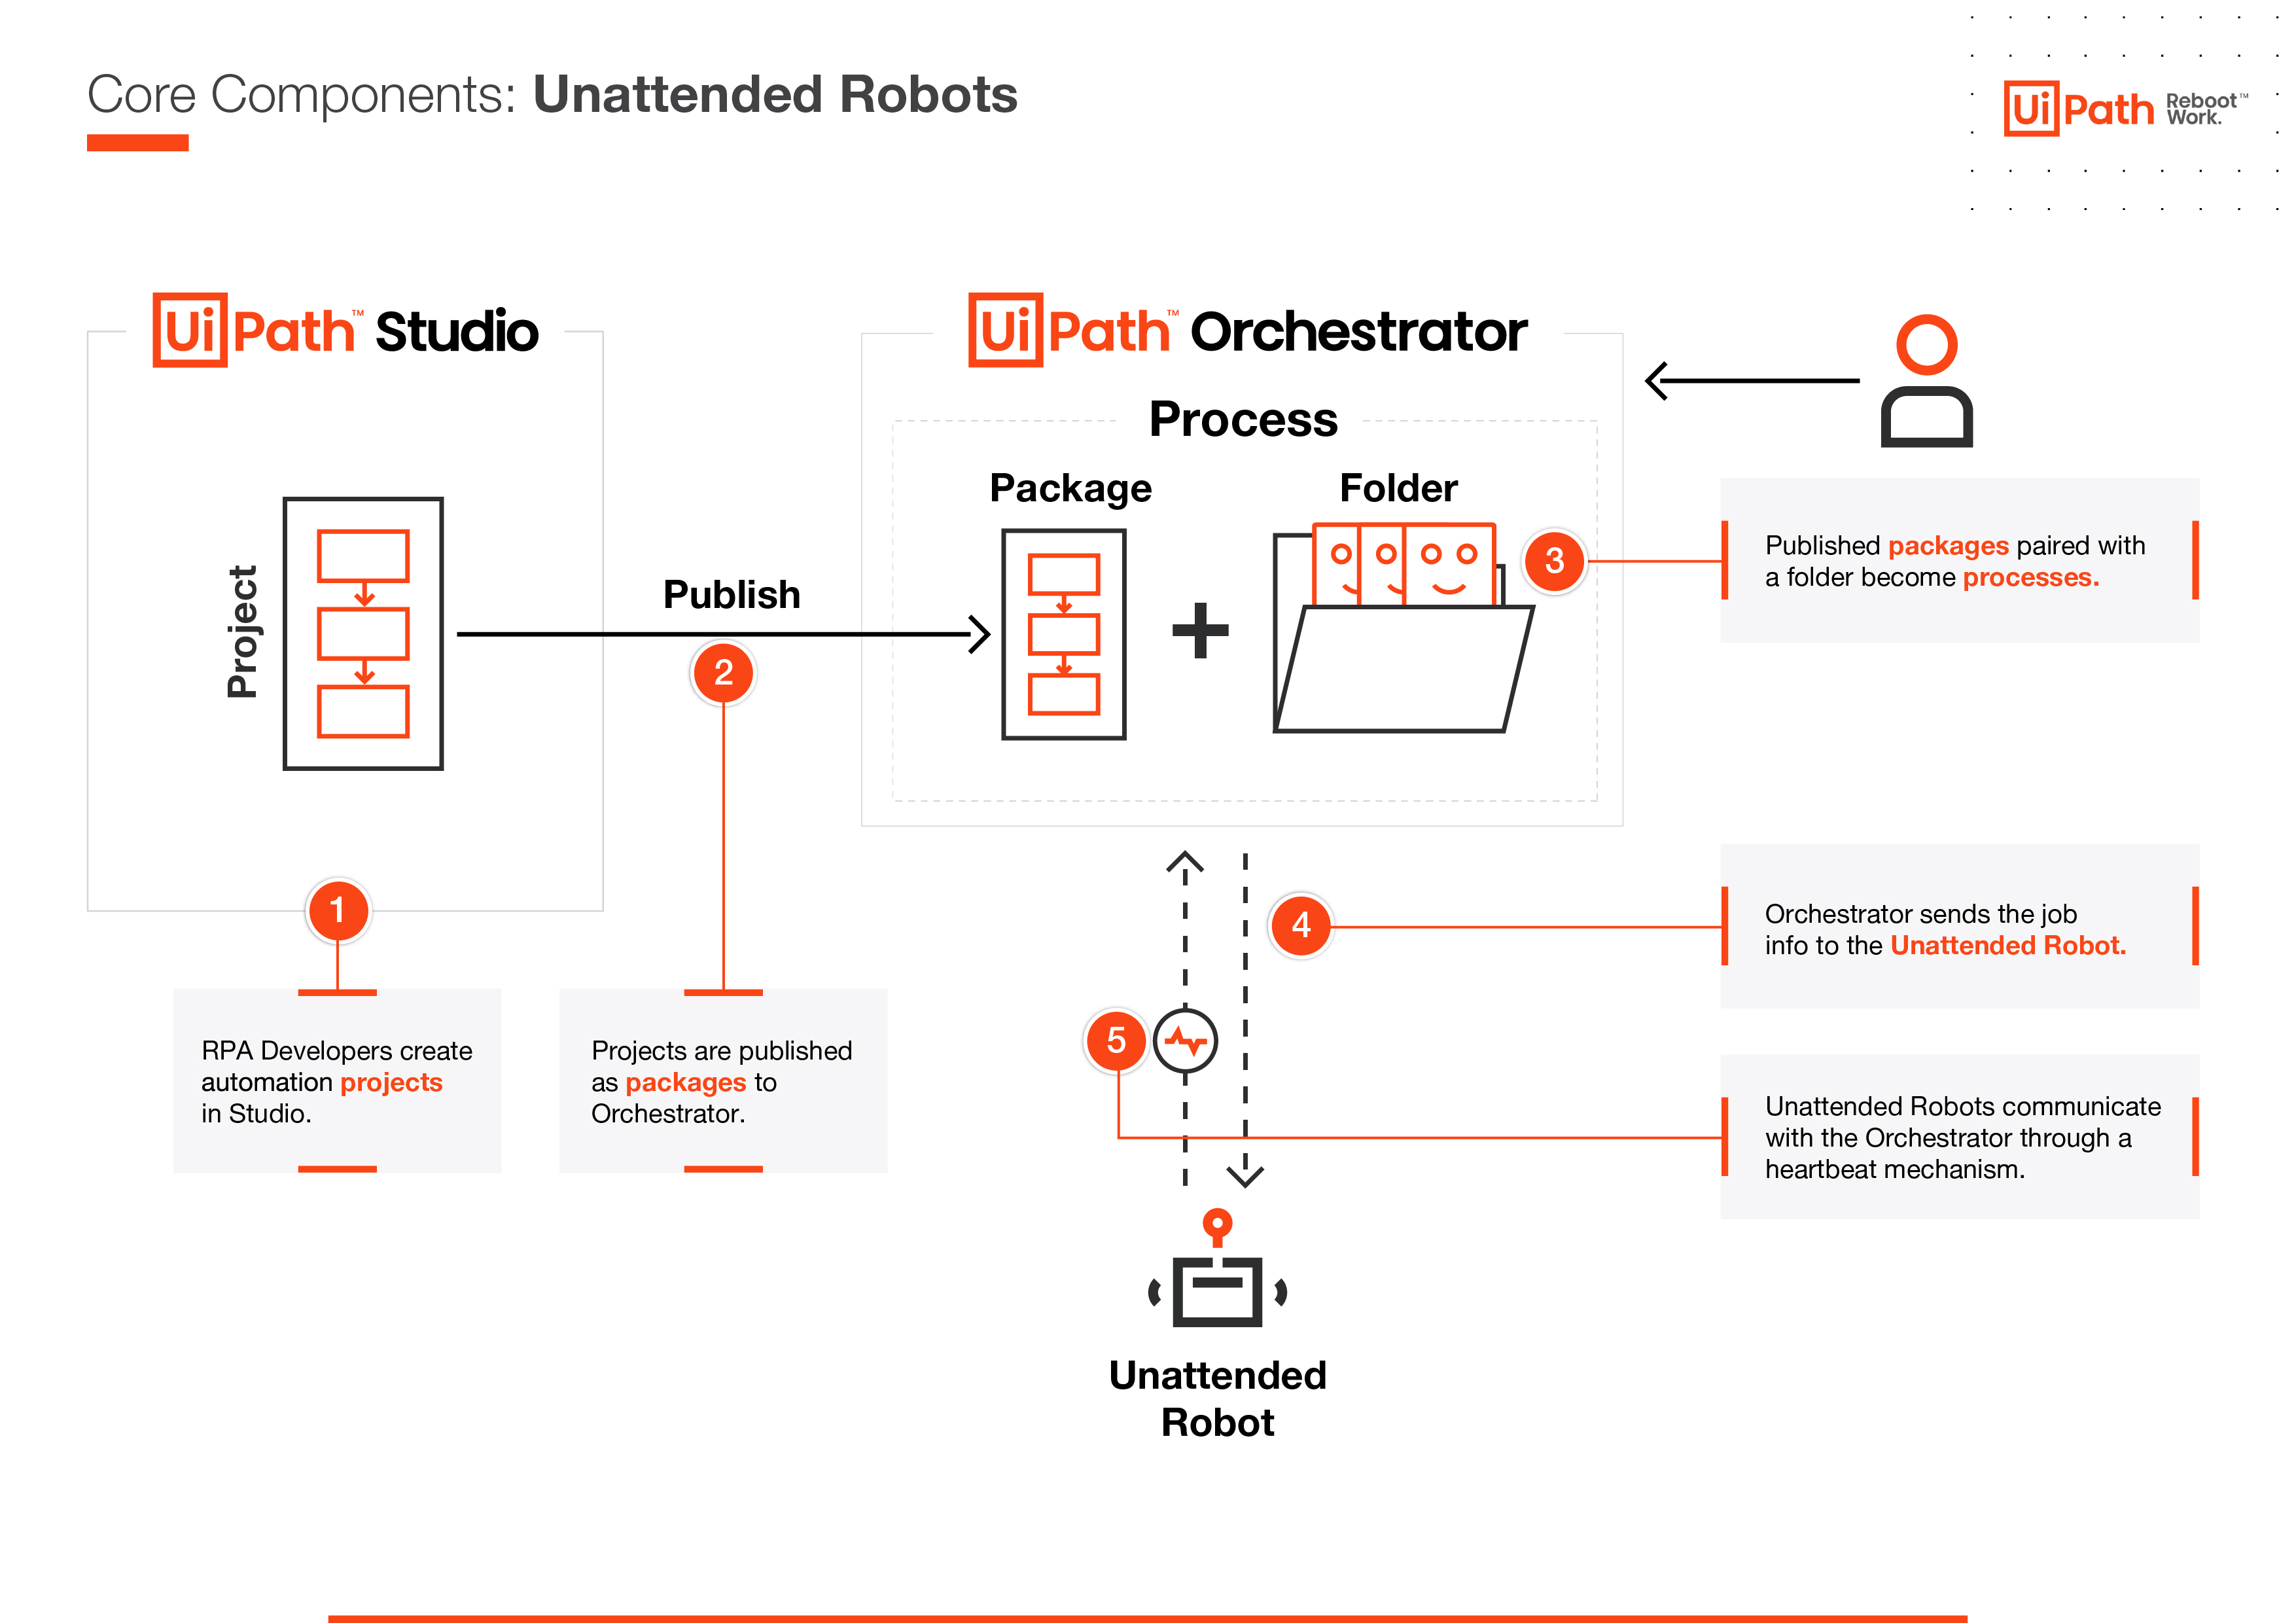 Core Components: Unattended Robots
UiPath Reboot™
Work.
UiPath™ Studio
UiPath™ Orchestrator
Process
Package
Folder
Project
Publish
3
Published packages paired with
a folder become processes.
2
1
4
Orchestrator sends the job
info to the Unattended Robot.
5
RPA Developers create
automation projects
in Studio.
Projects are published
as packages to
Orchestrator.
Unattended Robots communicate
with the Orchestrator through a
heartbeat mechanism.
Unattended
Robot